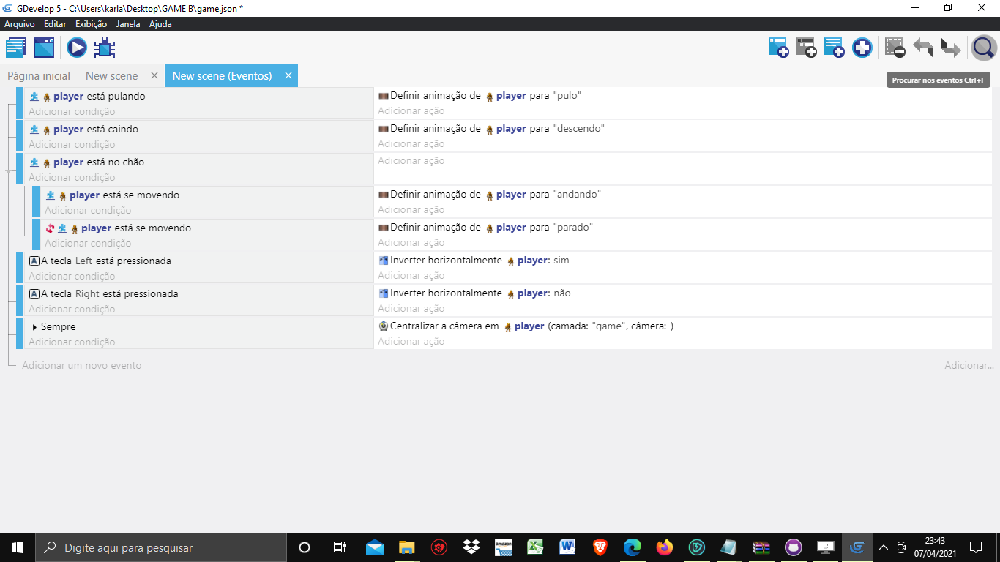 GDevelop 5 - C:\Users\karla\Desktop\GAME B\game.json *
Arquivo Editar Exibição Janela Ajuda
Página inicial New scene × New scene (Eventos) ×
Procurar nos eventos Ctrl+F
player está pulando Definir animação de player para "pulo"
Adicionar condição Adicionar ação
player está caindo Definir animação de player para "descendo"
Adicionar condição Adicionar ação
player está no chão Adicionar ação
Adicionar condição
player está se movendo Definir animação de player para "andando"
Adicionar condição Adicionar ação
player está se movendo Definir animação de player para "parado"
Adicionar condição Adicionar ação
A tecla Left está pressionada Inverter horizontalmente player: sim
Adicionar condição Adicionar ação
A tecla Right está pressionada Inverter horizontalmente player: não
Adicionar condição Adicionar ação
Sempre Centralizar a câmera em player (camada: "game", câmera: )
Adicionar condição Adicionar ação
Adicionar um novo evento Adicionar...
Digite aqui para pesquisar
amazon
23:43
07/04/2021